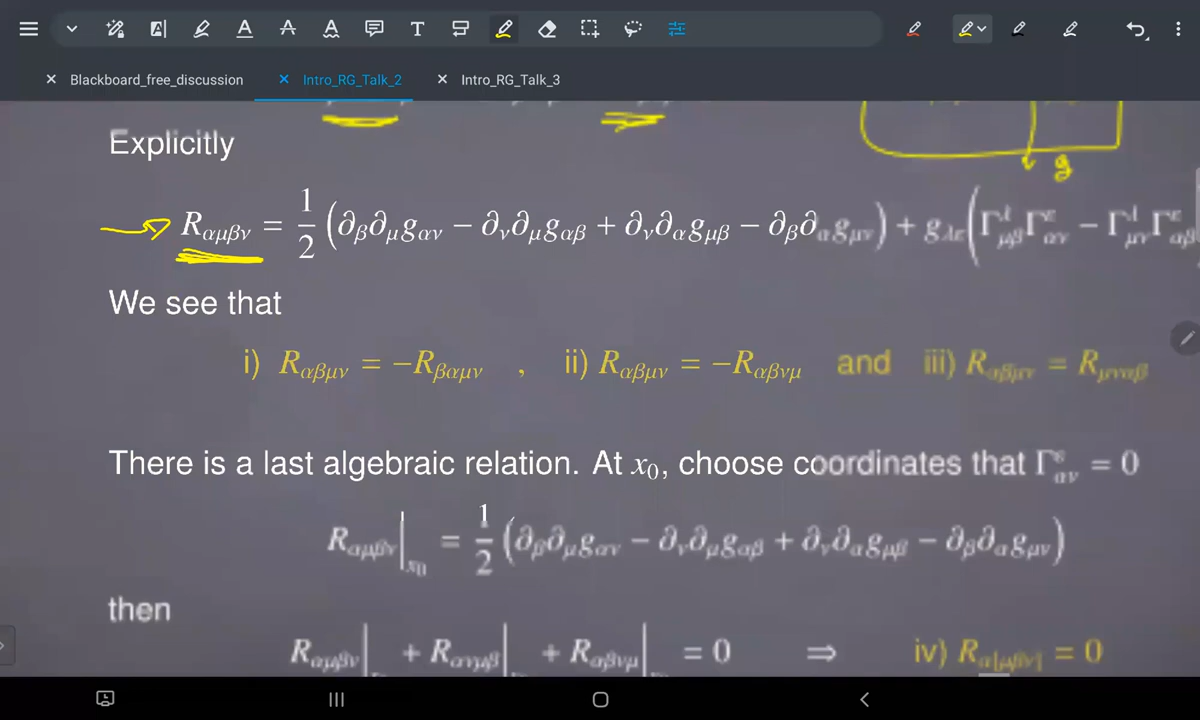 Blackboard_free_discussion Intro_RG_Talk_2 Intro_RG_Talk_3
g
Explicitly
R_{αμβν} = 1/2 (∂_β∂_μ g_{αν} − ∂_ν∂_μ g_{αβ} + ∂_ν∂_α g_{μβ} − ∂_β∂_α g_{μν}) + g_{λε}(Γ^λ_{μβ}Γ^ε_{αν} − Γ^λ_{μν}Γ^ε_{αβ}
We see that
i) R_{αβμν} = −R_{βαμν} , ii) R_{αβμν} = −R_{αβνμ} and iii) R_{αβμν} = R_{μναβ}
There is a last algebraic relation. At x_0, choose coordinates that Γ^ε_{αν} = 0
R_{αμβν}|_{x_0} = 1/2 (∂_β∂_μ g_{αν} − ∂_ν∂_μ g_{αβ} + ∂_ν∂_α g_{μβ} − ∂_β∂_α g_{μν})
then
R_{αμβν}| + R_{ανμβ}| + R_{αβνμ}| = 0 ⇒ iv) R_{α[μβν]} = 0